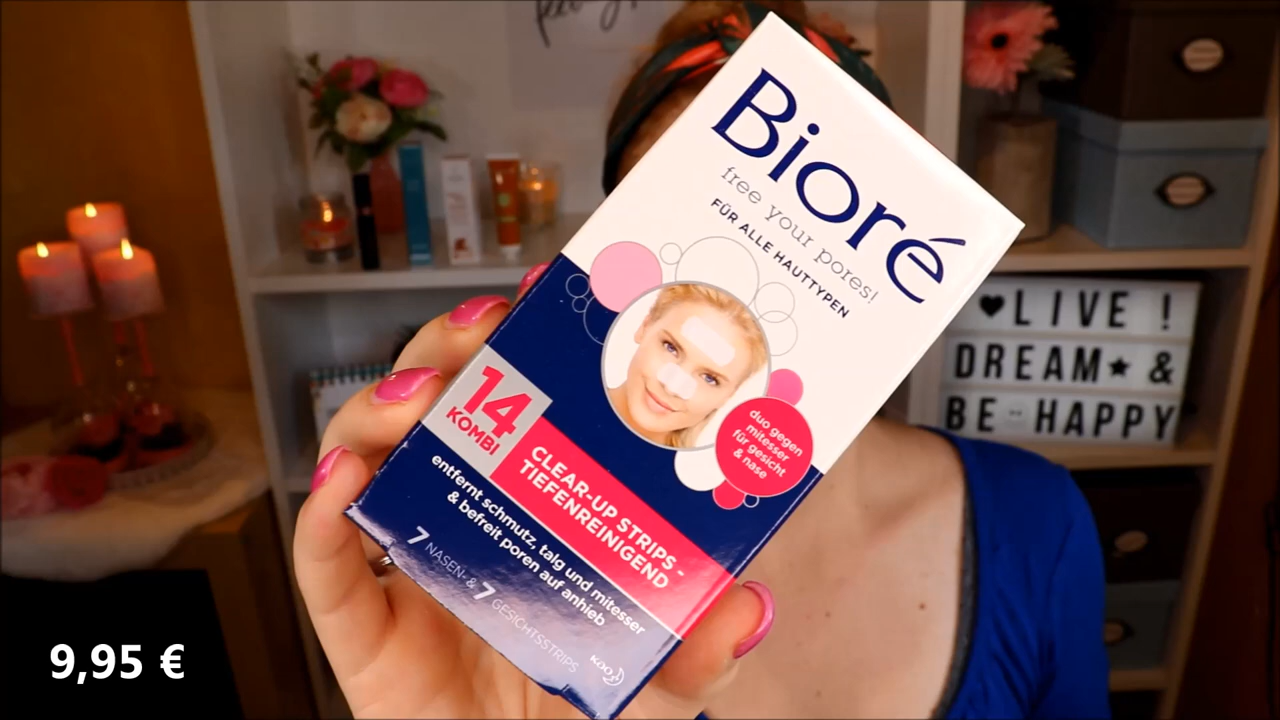 Bioré
free your pores!
FÜR ALLE HAUTTYPEN
duo gegen
mitesser
für gesicht
& nase
14
KOMBI
CLEAR-UP STRIPS -
TIEFENREINIGEND
entfernt schmutz, talg und mitesser
& befreit poren auf anhieb
7 NASEN- & 7 GESICHTSSTRIPS
KAO
♥LIVE !
DREAM★ &
BE HAPPY
9,95 €